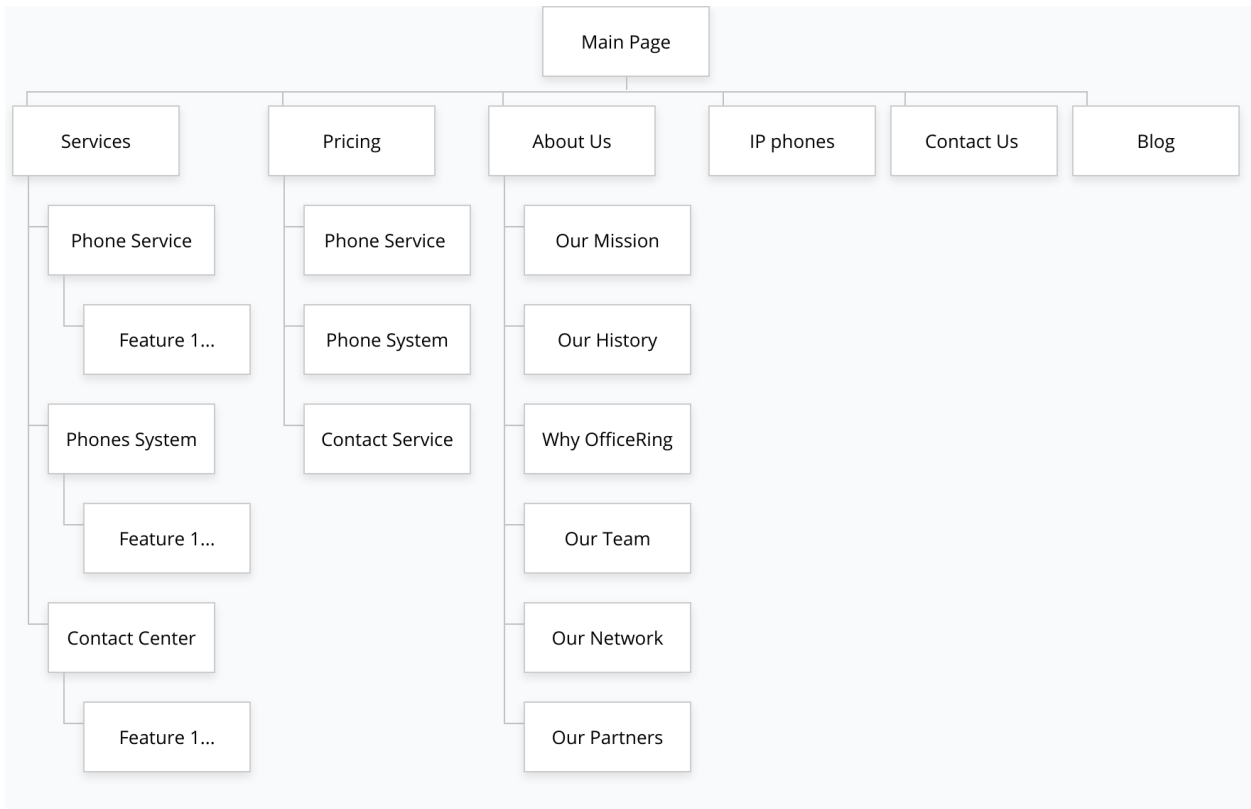 Main Page
Services
Pricing
About Us
IP phones
Contact Us
Blog
Phone Service
Feature 1...
Phones System
Feature 1...
Contact Center
Feature 1...
Phone Service
Phone System
Contact Service
Our Mission
Our History
Why OfficeRing
Our Team
Our Network
Our Partners